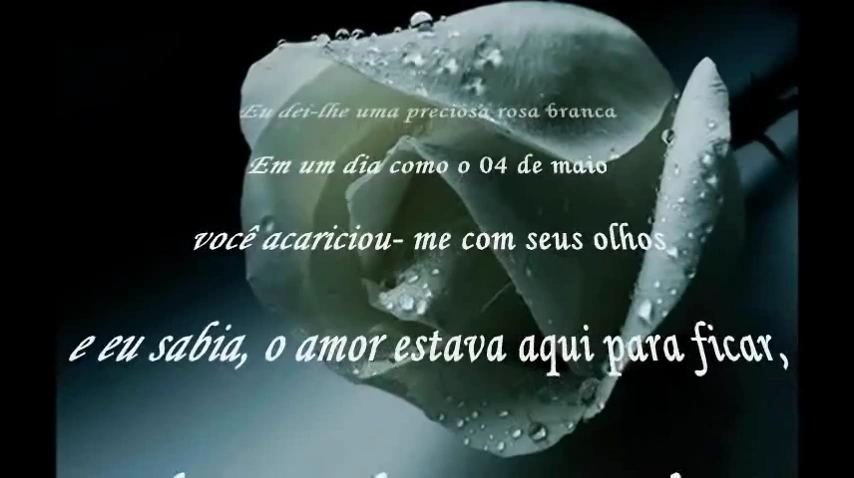 Eu dei-lhe uma preciosa rosa branca
Em um dia como o 04 de maio
você acariciou- me com seus olhos
e eu sabia, o amor estava aqui para ficar,